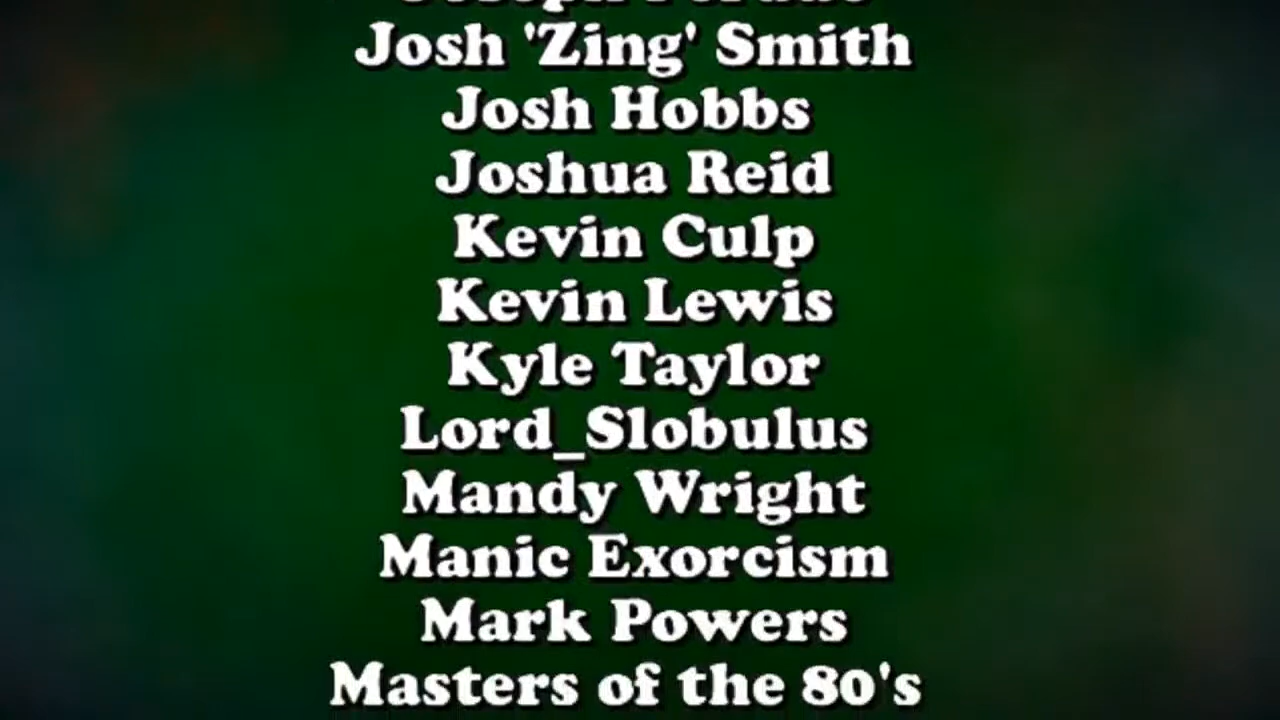 Josh 'Zing' Smith
Josh Hobbs
Joshua Reid
Kevin Culp
Kevin Lewis
Kyle Taylor
Lord_Slobulus
Mandy Wright
Manic Exorcism
Mark Powers
Masters of the 80's